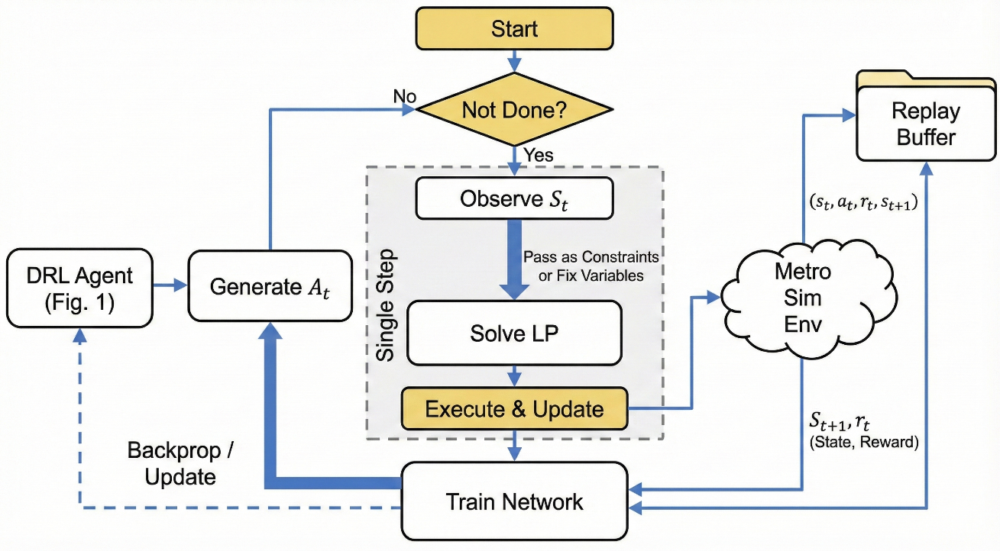 Start
No
Not Done?
Yes
Replay
Buffer
Observe $S_t$
$(s_t, a_t, r_t, s_{t+1})$
Single Step
Pass as Constraints
or Fix Variables
DRL Agent
(Fig. 1)
Generate $A_t$
Metro
Sim
Env
Solve LP
Execute & Update
$S_{t+1}, r_t$
(State, Reward)
Backprop /
Update
Train Network